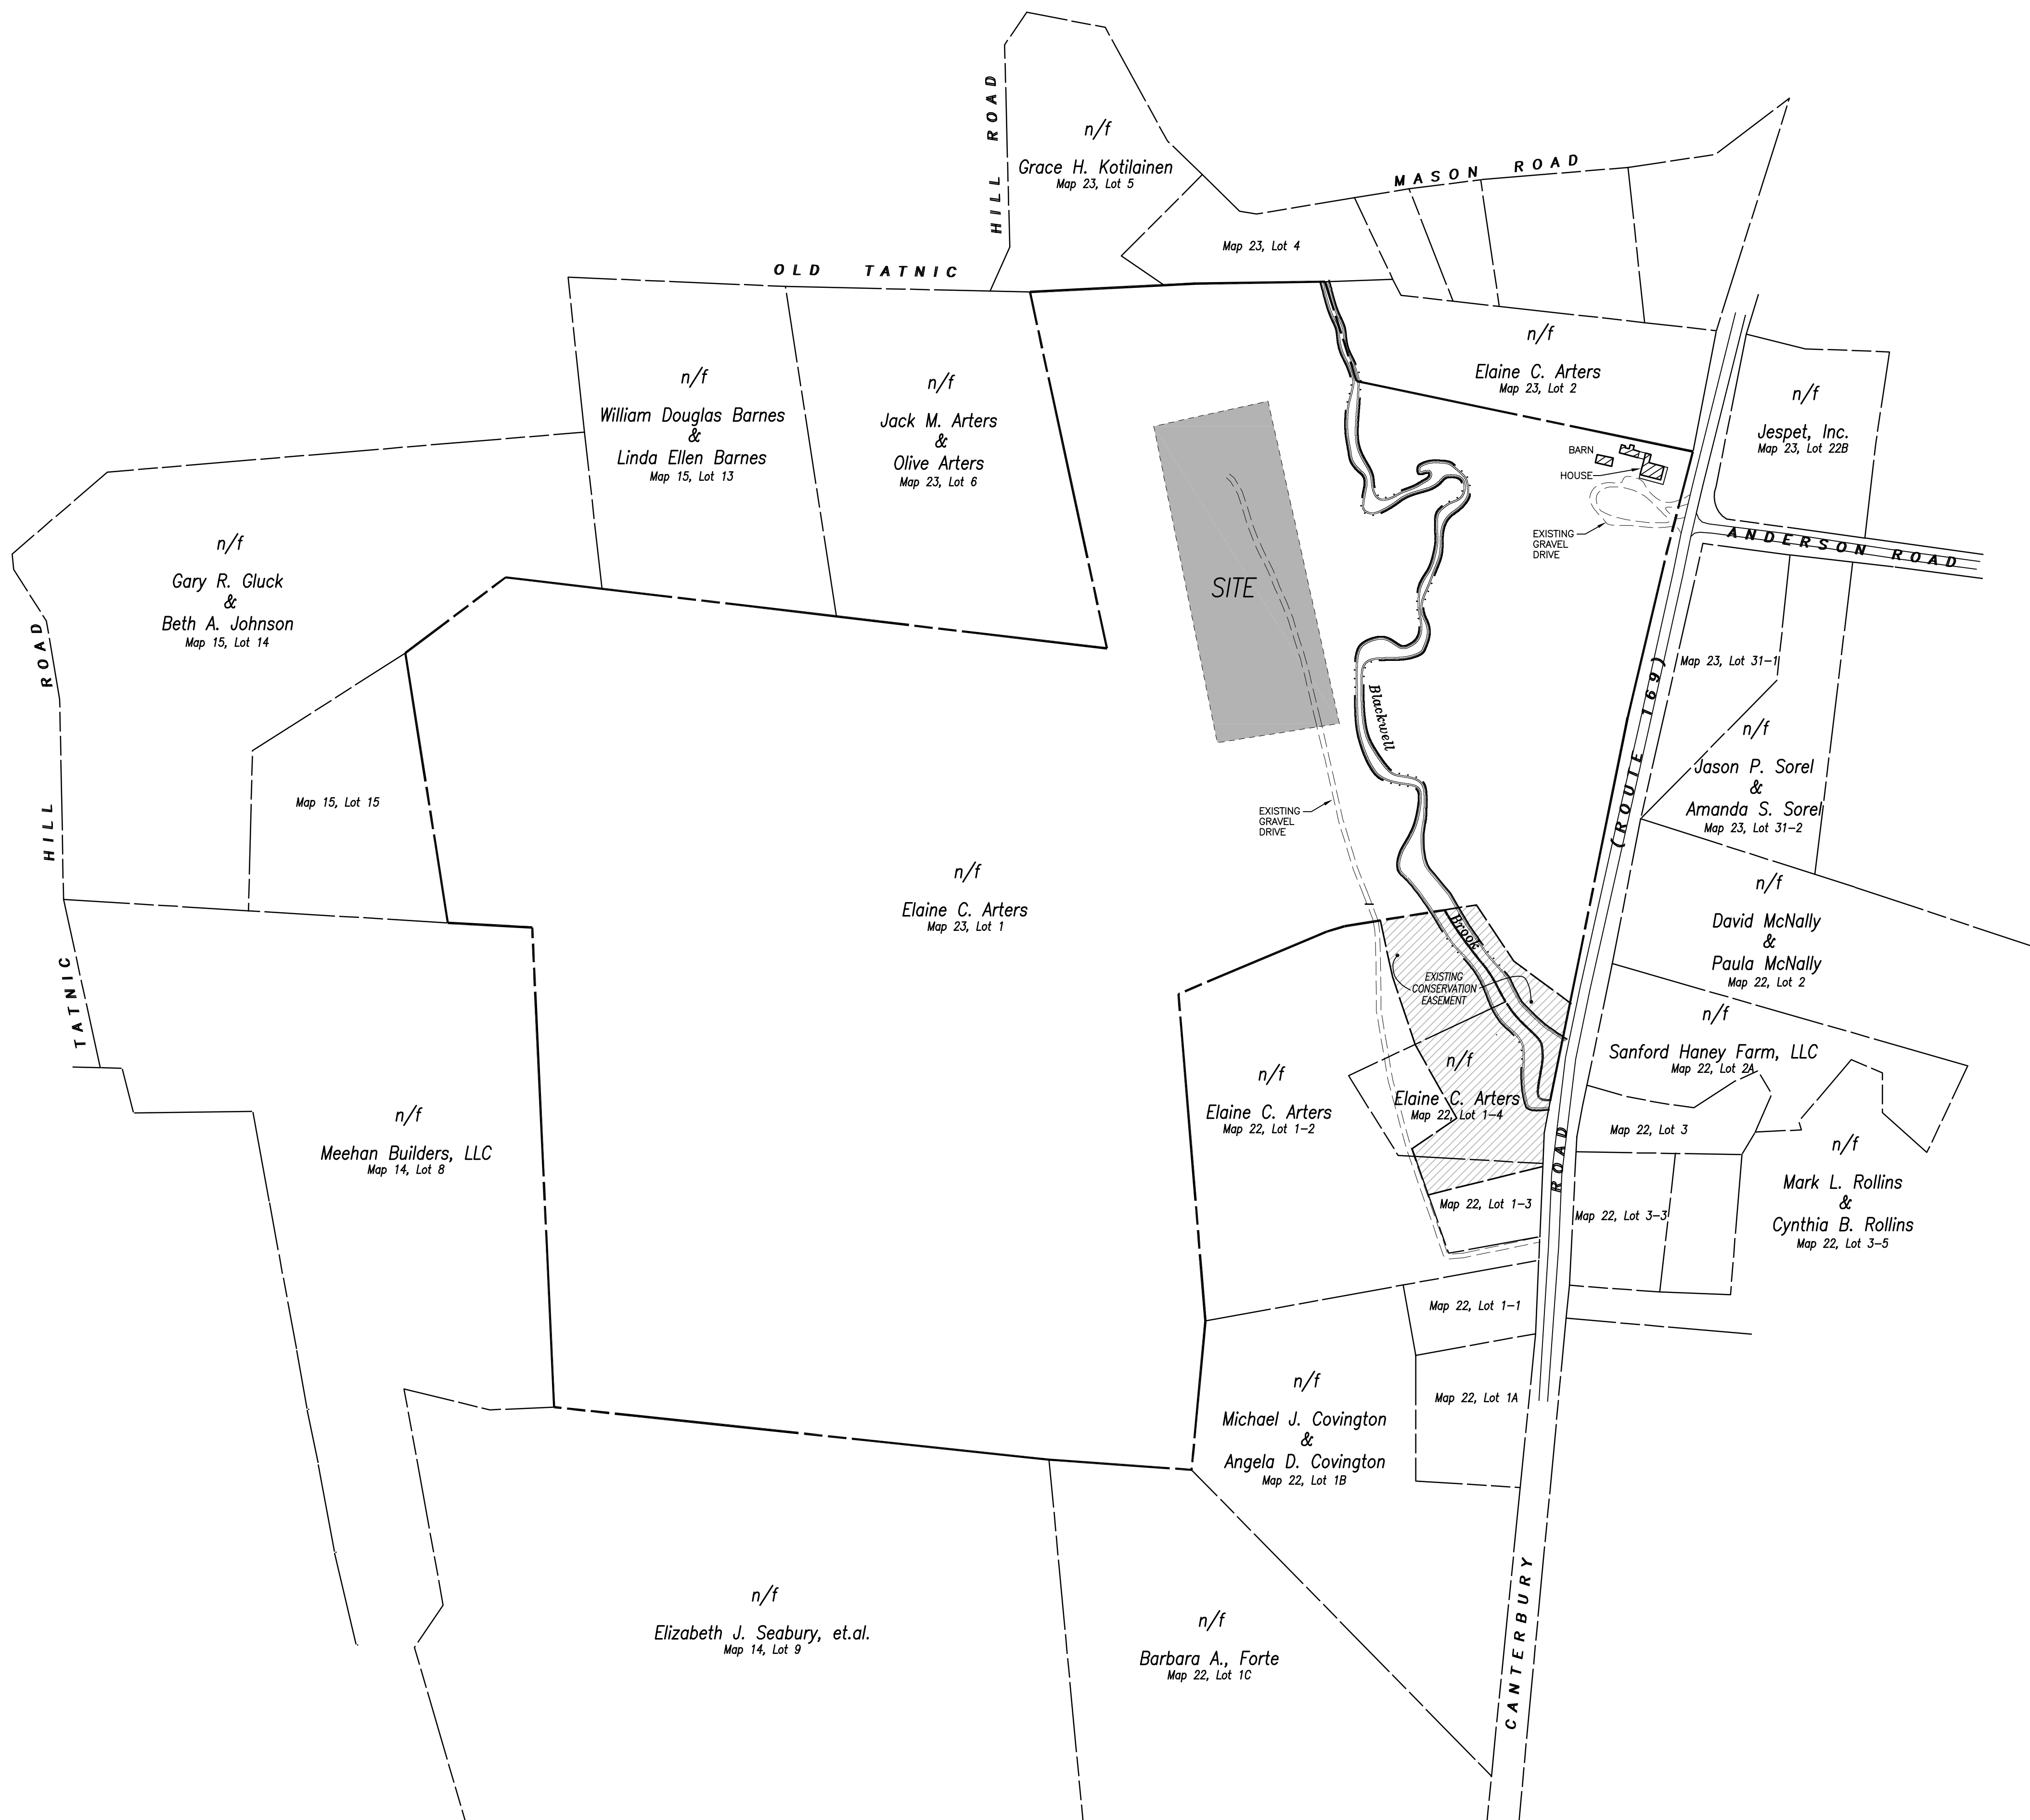 HILL ROAD
n/f
Grace H. Kotilainen
Map 23, Lot 5
MASON ROAD
Map 23, Lot 4
OLD TATNIC
n/f
Elaine C. Arters
Map 23, Lot 2
n/f
Jespet, Inc.
Map 23, Lot 22B
n/f
William Douglas Barnes
&
Linda Ellen Barnes
Map 15, Lot 13
n/f
Jack M. Arters
&
Olive Arters
Map 23, Lot 6
BARN
HOUSE
EXISTING
GRAVEL
DRIVE
ANDERSON ROAD
n/f
Gary R. Gluck
&
Beth A. Johnson
Map 15, Lot 14
SITE
TATNIC HILL ROAD
Map 15, Lot 15
Blackwell
Brook
EXISTING
GRAVEL
DRIVE
Map 23, Lot 31-1
n/f
Jason P. Sorel
&
Amanda S. Sorel
Map 23, Lot 31-2
n/f
Elaine C. Arters
Map 23, Lot 1
n/f
David McNally
&
Paula McNally
Map 22, Lot 2
EXISTING
CONSERVATION
EASEMENT
n/f
Sanford Haney Farm, LLC
Map 22, Lot 2A
n/f
Elaine C. Arters
Map 22, Lot 1-2
n/f
Elaine C. Arters
Map 22, Lot 1-4
Map 22, Lot 3
n/f
Mark L. Rollins
&
Cynthia B. Rollins
Map 22, Lot 3-5
n/f
Meehan Builders, LLC
Map 14, Lot 8
Map 22, Lot 1-3
Map 22, Lot 3-3
Map 22, Lot 1-1
Map 22, Lot 1A
n/f
Michael J. Covington
&
Angela D. Covington
Map 22, Lot 1B
n/f
Elizabeth J. Seabury, et.al.
Map 14, Lot 9
n/f
Barbara A., Forte
Map 22, Lot 1C
CANTERBURY ROAD (ROUTE 169)